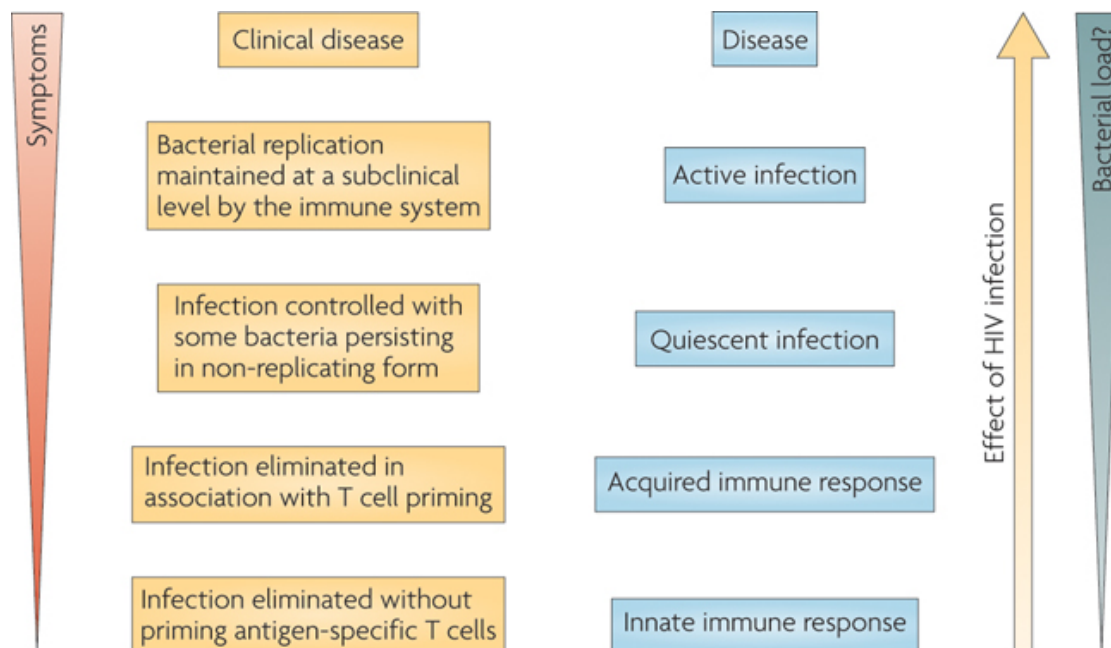 Symptoms
Clinical disease
Disease
Bacterial replication
maintained at a subclinical
level by the immune system
Active infection
Infection controlled with
some bacteria persisting
in non-replicating form
Quiescent infection
Infection eliminated in
association with T cell priming
Acquired immune response
Infection eliminated without
priming antigen-specific T cells
Innate immune response
Effect of HIV infection
Bacterial load?